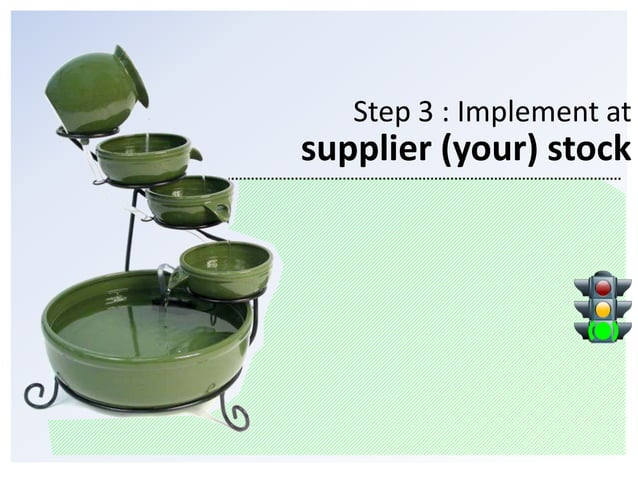 Step 3 : Implement at
supplier (your) stock